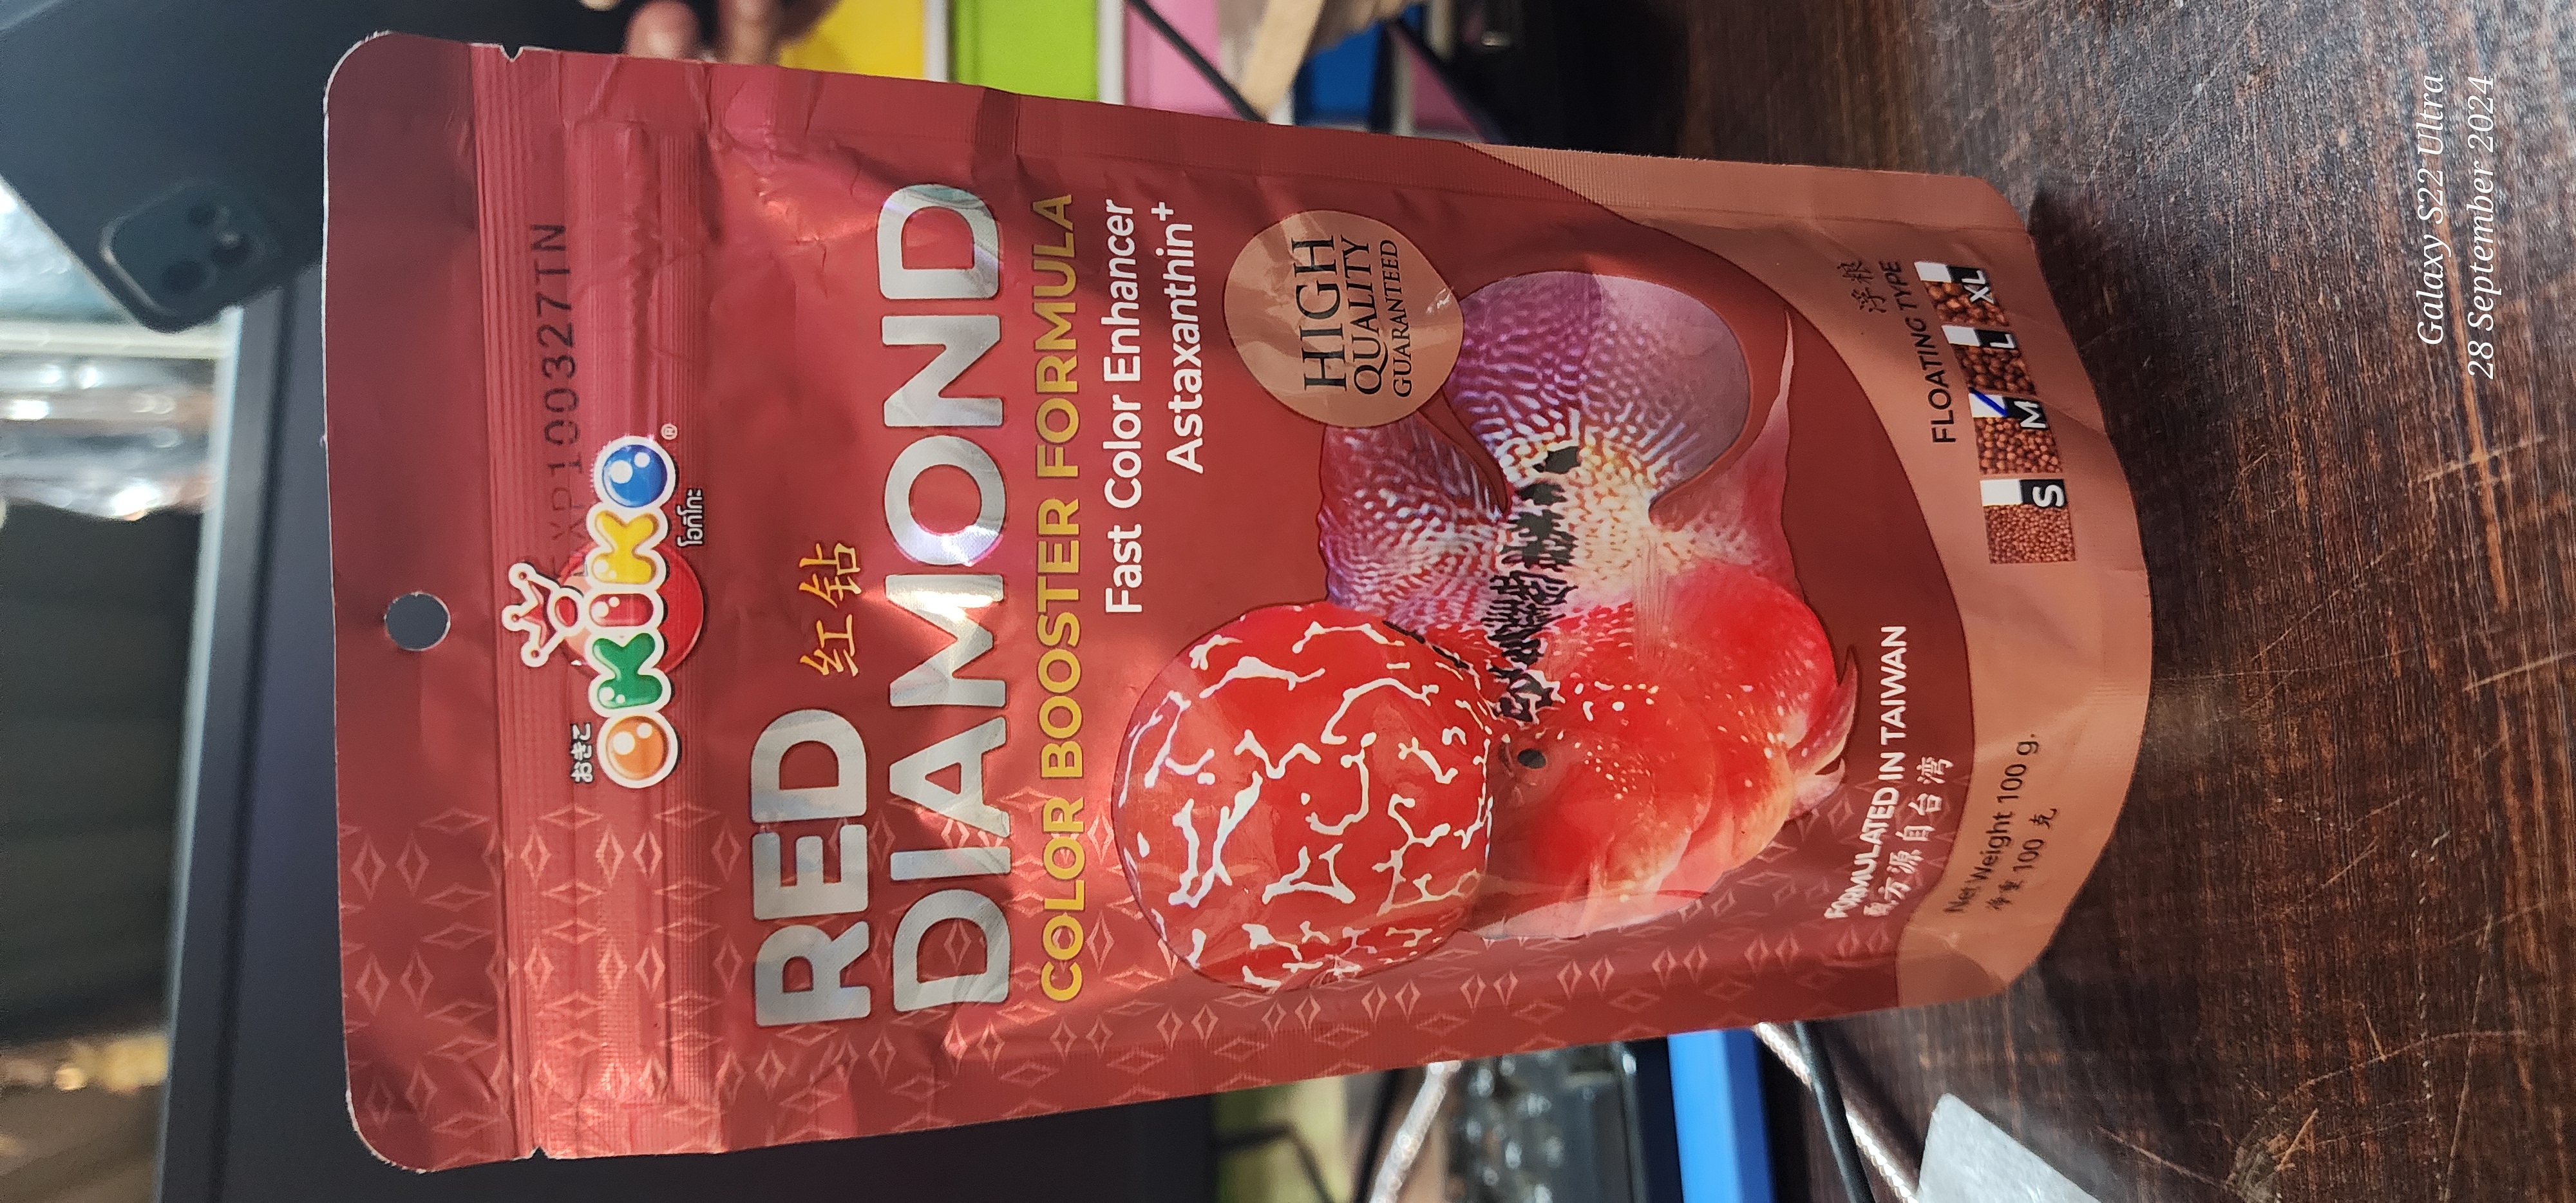 EXP100327TN
おきこ
OKIKO®
โอกิโกะ
红钻
RED
DIAMOND
COLOR BOOSTER FORMULA
Fast Color Enhancer
Astaxanthin+
HIGH
QUALITY
GUARANTEED
FORMULATED IN TAIWAN
配方源自台湾
浮粮
FLOATING TYPE
S M L XL
Net Weight 100 g.
净重 100 克
Galaxy S22 Ultra
28 September 2024